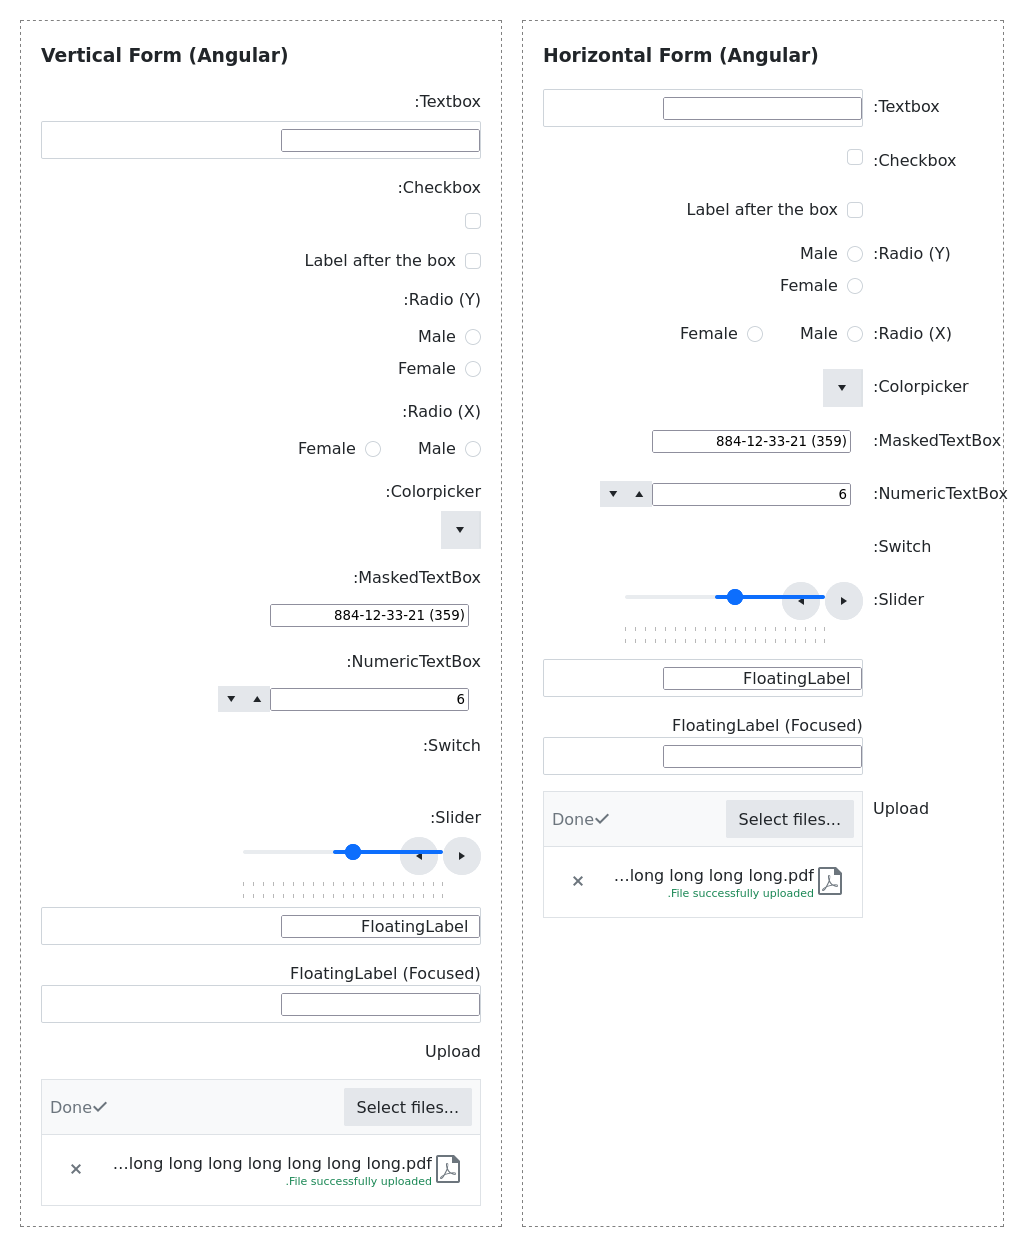 Vertical Form (Angular)
:Textbox
:Checkbox
Label after the box
:Radio (Y)
Male
Female
:Radio (X)
Female Male
:Colorpicker
:MaskedTextBox
884-12-33-21 (359)
:NumericTextBox
6
:Switch
:Slider
FloatingLabel
FloatingLabel (Focused)
Upload
Done Select files...
...long long long long long long long.pdf
.File successfully uploaded
Horizontal Form (Angular)
:Textbox
:Checkbox
Label after the box
Male :Radio (Y)
Female
Female Male :Radio (X)
:Colorpicker
884-12-33-21 (359) :MaskedTextBox
6 :NumericTextBox
:Switch
:Slider
FloatingLabel
FloatingLabel (Focused)
Upload
Done Select files...
...long long long long.pdf
.File successfully uploaded